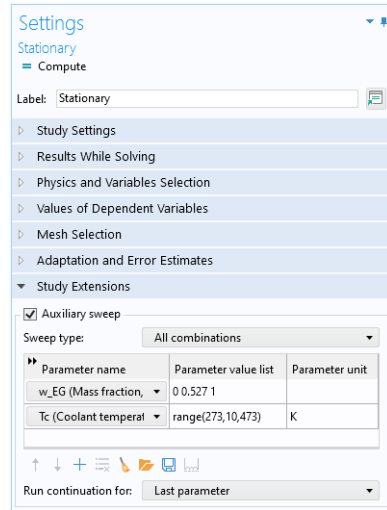 Settings
Stationary
= Compute
Label: Stationary
Study Settings
Results While Solving
Physics and Variables Selection
Values of Dependent Variables
Mesh Selection
Adaptation and Error Estimates
Study Extensions
Auxiliary sweep
Sweep type: All combinations
Parameter name Parameter value list Parameter unit
w_EG (Mass fraction, 0 0.527 1
Tc (Coolant temperat range(273,10,473) K
Run continuation for: Last parameter